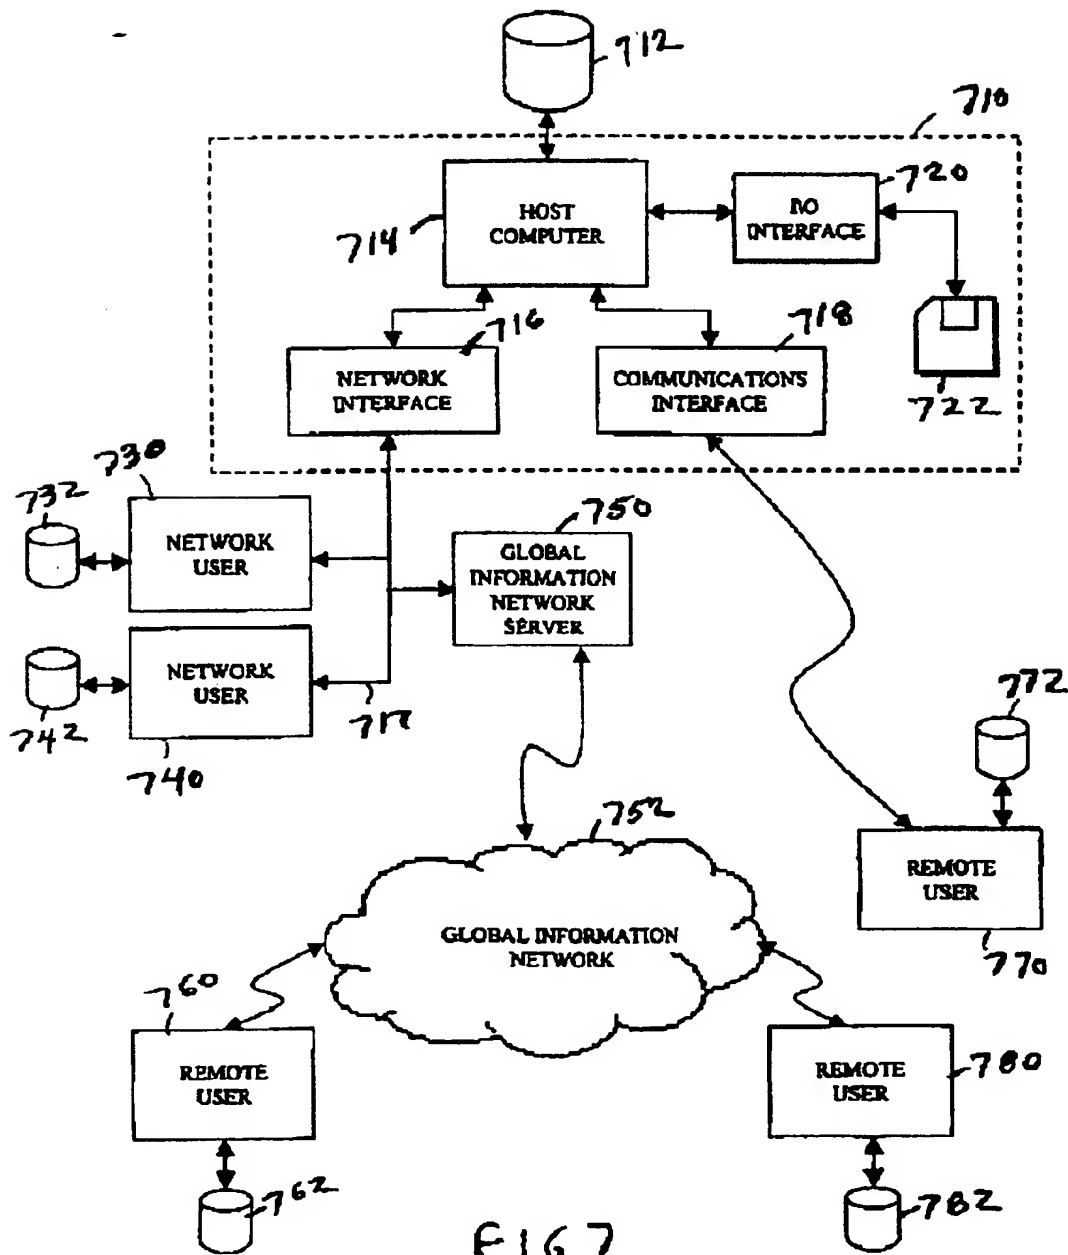 712
710
HOST
COMPUTER
714
720
I/O
INTERFACE
716
718
722
NETWORK
INTERFACE
COMMUNICATIONS
INTERFACE
730
732
NETWORK
USER
750
GLOBAL
INFORMATION
NETWORK
SERVER
NETWORK
USER
742
740
717
772
752
REMOTE
USER
770
GLOBAL INFORMATION
NETWORK
760
REMOTE
USER
REMOTE
USER
780
762
782
FIG 7